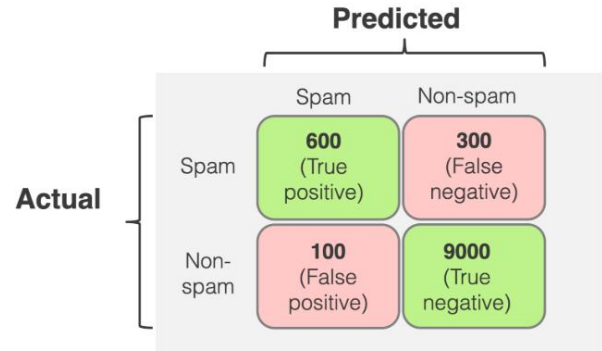 Predicted
Spam Non-spam
Actual
Spam
600
(True
positive)
300
(False
negative)
Non-
spam
100
(False
positive)
9000
(True
negative)